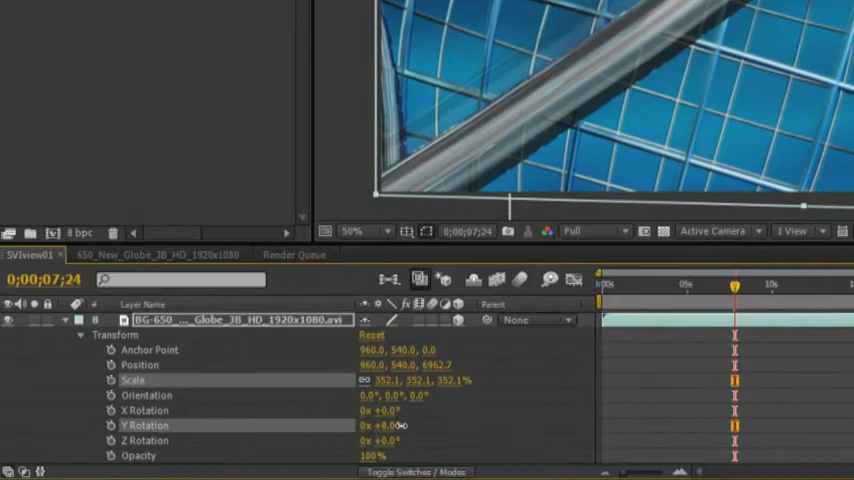 8 bpc
50%
0;00;07;24
Full
Active Camera
1 View
SVIview01
650_New_Globe_JB_HD_1920x1080
Render Queue
0;00;07;24
# Layer Name
Parent
8 BG-650_..._Globe_JB_HD_1920x1080.avi
None
Transform
Reset
Anchor Point
960.0, 540.0, 0.0
Position
960.0, 540.0, 6962.7
Scale
352.1, 352.1, 352.1%
Orientation
0.0°, 0.0°, 0.0°
X Rotation
0x +0.0°
Y Rotation
0x +8.0
Z Rotation
0x +0.0°
Opacity
100%
Toggle Switches / Modes
:00s
05s
10s